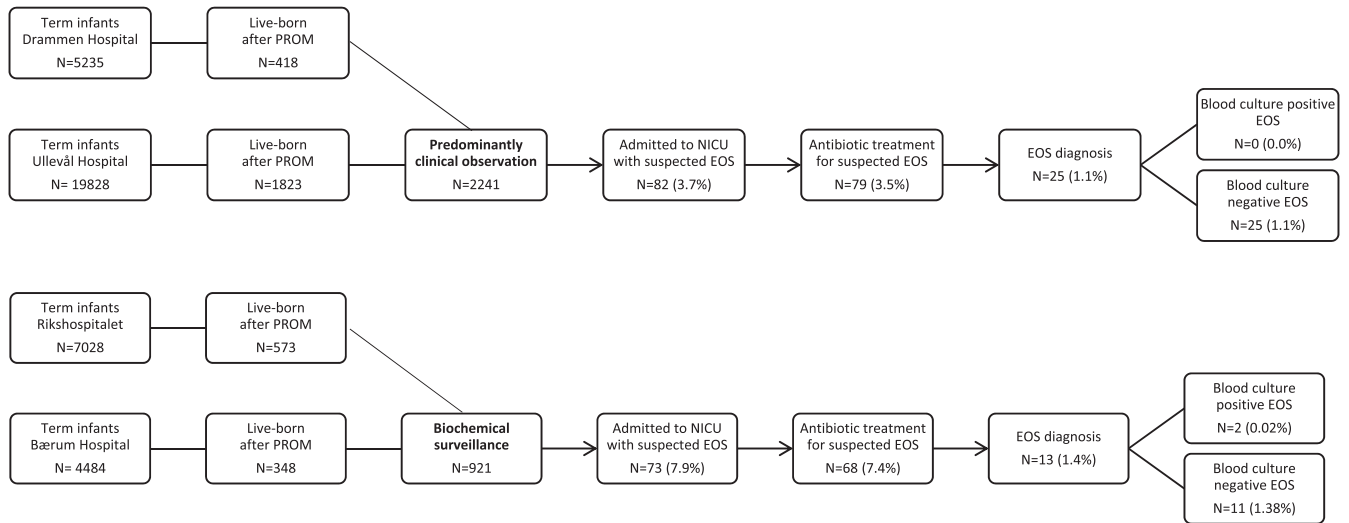 Term infants
Drammen Hospital
N=5235
Live-born
after PROM
N=418
Term infants
Ullevål Hospital
N= 19828
Live-born
after PROM
N=1823
Predominantly
clinical observation
N=2241
Admitted to NICU
with suspected EOS
N=82 (3.7%)
Antibiotic treatment
for suspected EOS
N=79 (3.5%)
EOS diagnosis
N=25 (1.1%)
Blood culture positive
EOS
N=0 (0.0%)
Blood culture
negative EOS
N=25 (1.1%)
Term infants
Rikshospitalet
N=7028
Live-born
after PROM
N=573
Term infants
Bærum Hospital
N= 4484
Live-born
after PROM
N=348
Biochemical
surveillance
N=921
Admitted to NICU
with suspected EOS
N=73 (7.9%)
Antibiotic treatment
for suspected EOS
N=68 (7.4%)
EOS diagnosis
N=13 (1.4%)
Blood culture
positive EOS
N=2 (0.02%)
Blood culture
negative EOS
N=11 (1.38%)